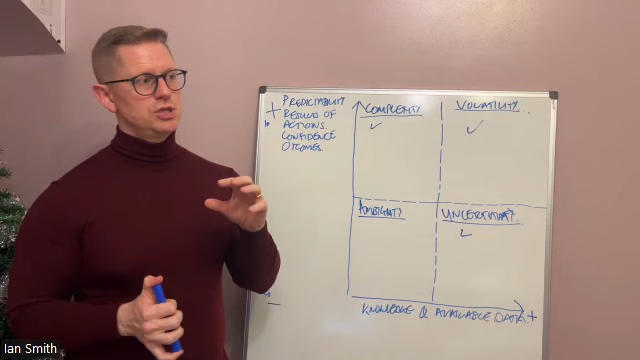 +
PREDICTABILITY
RESULTS OF
ACTIONS.
CONFIDENCE
OTCOMES.
COMPLEXITY
VOLATILITY
AMBIGUITY
UNCERTAINTY
KNOWLEDGE & AVAILABLE DATA +
-
Ian Smith